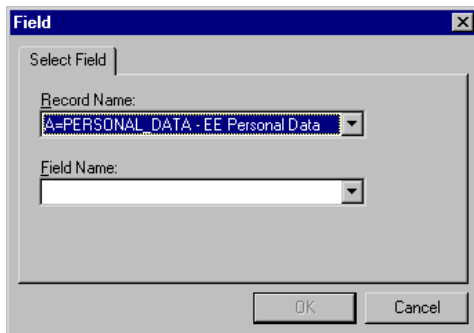 Field
Select Field
Record Name:
A=PERSONAL_DATA - EE Personal Data
Field Name:
OK
Cancel